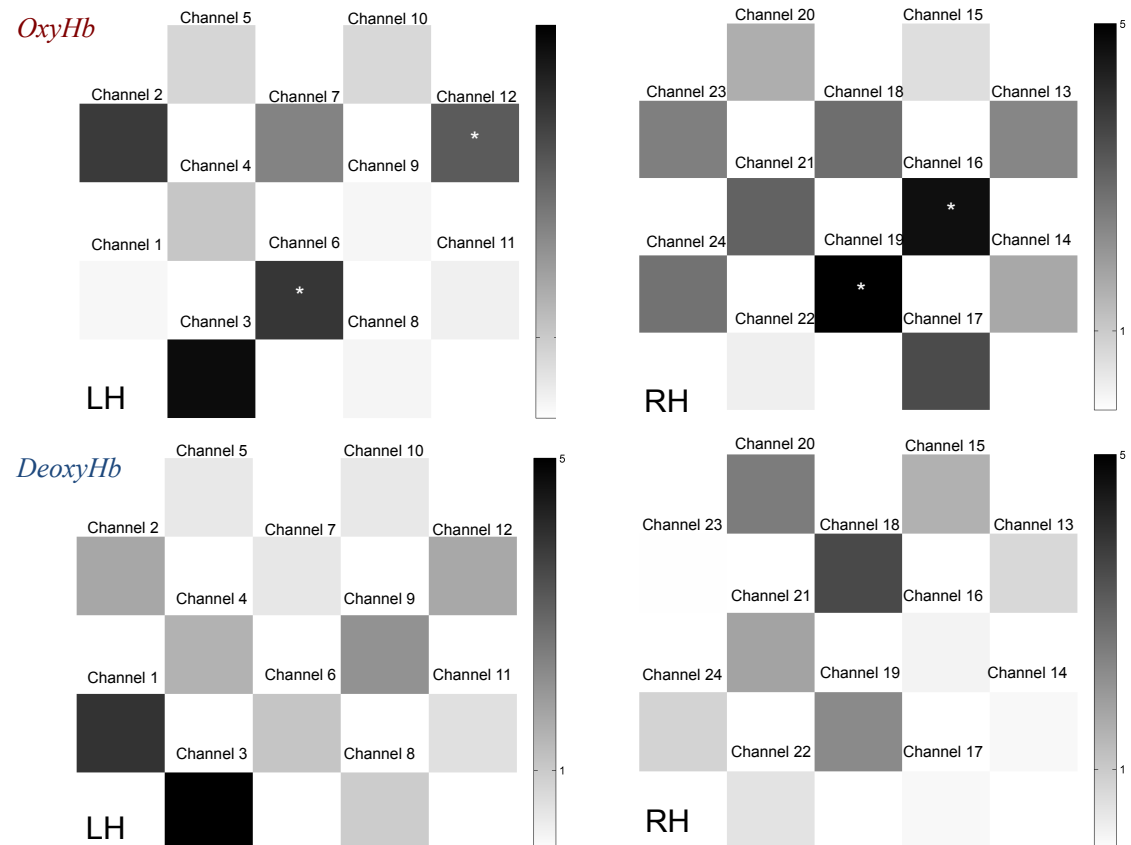 OxyHb
Channel 5
Channel 10
Channel 2
Channel 7
Channel 12
*
Channel 4
Channel 9
Channel 1
Channel 6
Channel 11
*
Channel 3
Channel 8
LH
Channel 20
Channel 15
5
Channel 23
Channel 18
Channel 13
Channel 21
Channel 16
*
Channel 24
Channel 19
Channel 14
*
Channel 22
Channel 17
1
RH
DeoxyHb
Channel 5
Channel 10
5
Channel 2
Channel 7
Channel 12
Channel 4
Channel 9
Channel 1
Channel 6
Channel 11
Channel 3
Channel 8
1
LH
Channel 20
Channel 15
5
Channel 23
Channel 18
Channel 13
Channel 21
Channel 16
Channel 24
Channel 19
Channel 14
Channel 22
Channel 17
1
RH